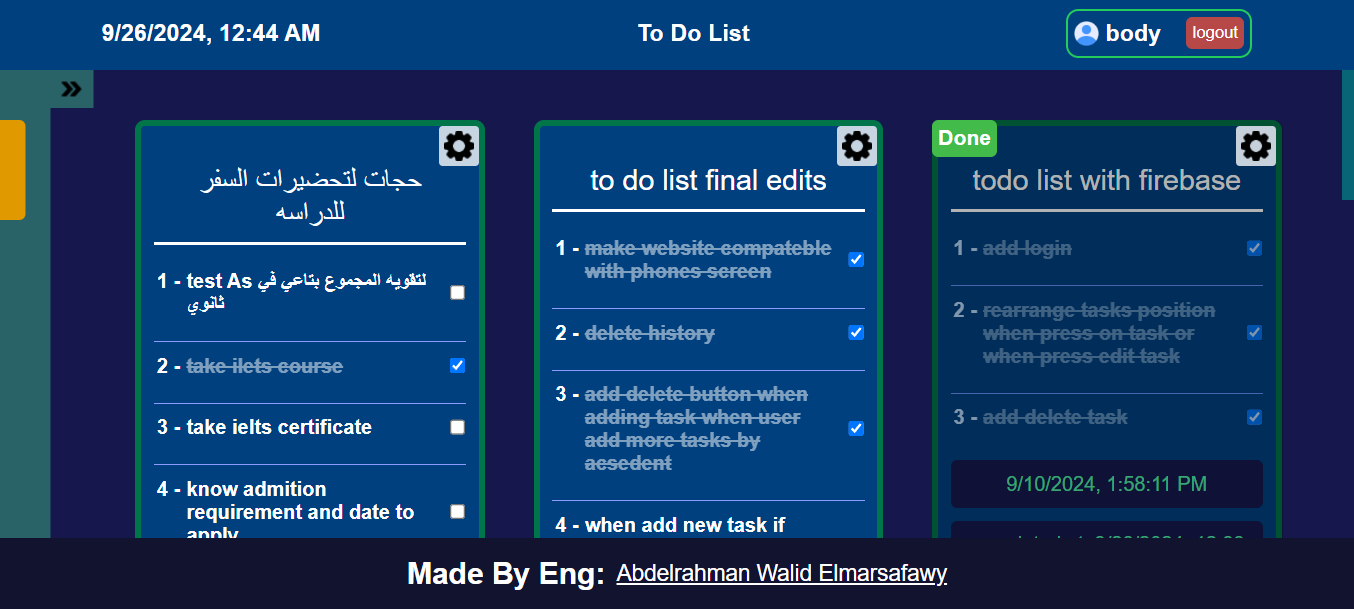 9/26/2024, 12:44 AM
To Do List
body
logout
حجات لتحضيرات السفر
للدراسه
1 - test As لتقويه المجموع بتاعي في
ثانوي
2 - take ilets course
3 - take ielts certificate
4 - know admition
requirement and date to
apply
to do list final edits
1 - make website compateble
with phones screen
2 - delete history
3 - add delete button when
adding task when user
add more tasks by
acsedent
4 - when add new task if
Done
todo list with firebase
1 - add login
2 - rearrange tasks position
when press on task or
when press edit task
3 - add delete task
9/10/2024, 1:58:11 PM
Made By Eng: Abdelrahman Walid Elmarsafawy